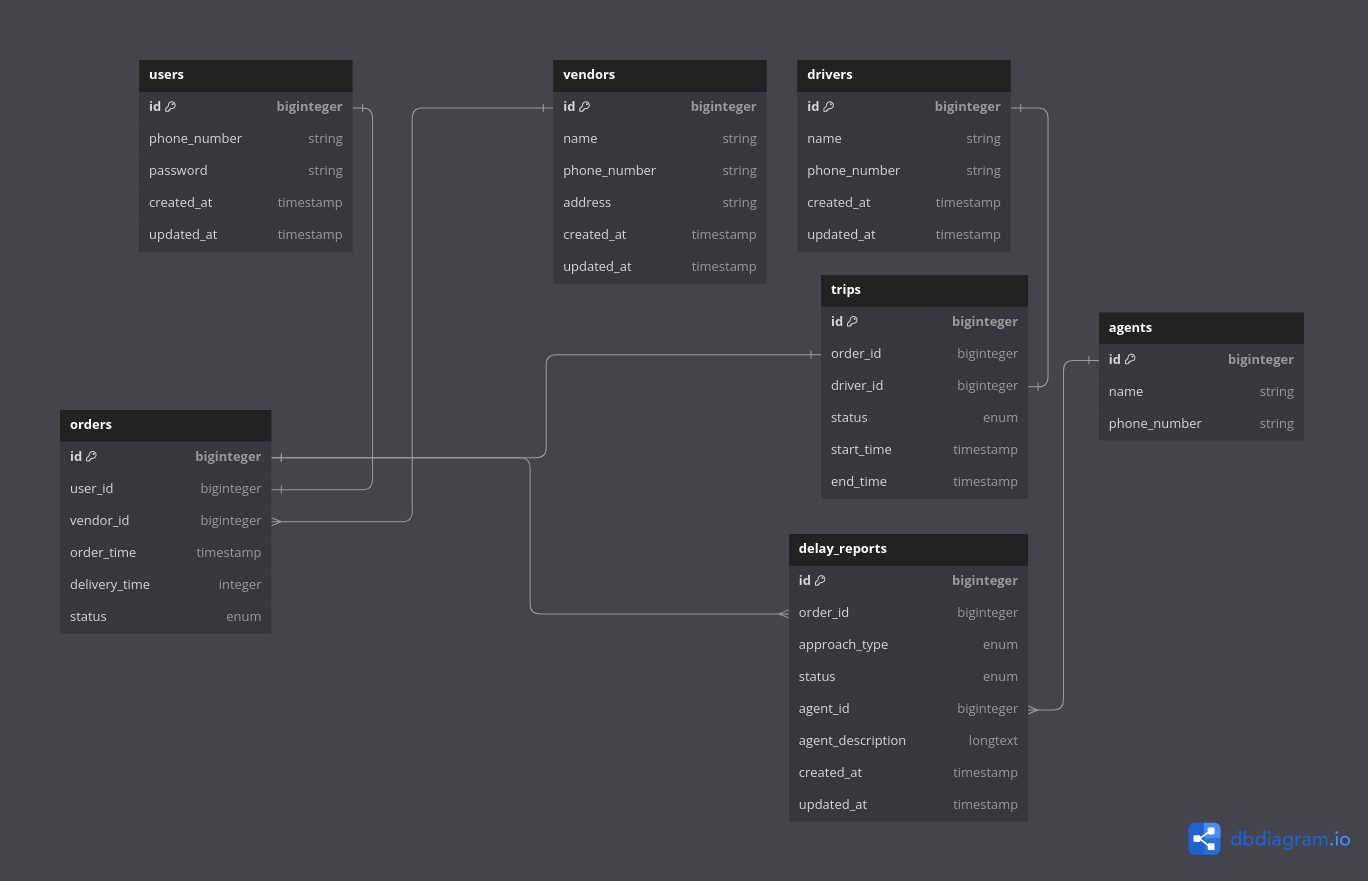 users
id biginteger
phone_number string
password string
created_at timestamp
updated_at timestamp
vendors
id biginteger
name string
phone_number string
address string
created_at timestamp
updated_at timestamp
drivers
id biginteger
name string
phone_number string
created_at timestamp
updated_at timestamp
trips
id biginteger
order_id biginteger
driver_id biginteger
status enum
start_time timestamp
end_time timestamp
agents
id biginteger
name string
phone_number string
orders
id biginteger
user_id biginteger
vendor_id biginteger
order_time timestamp
delivery_time integer
status enum
delay_reports
id biginteger
order_id biginteger
approach_type enum
status enum
agent_id biginteger
agent_description longtext
created_at timestamp
updated_at timestamp
dbdiagram.io